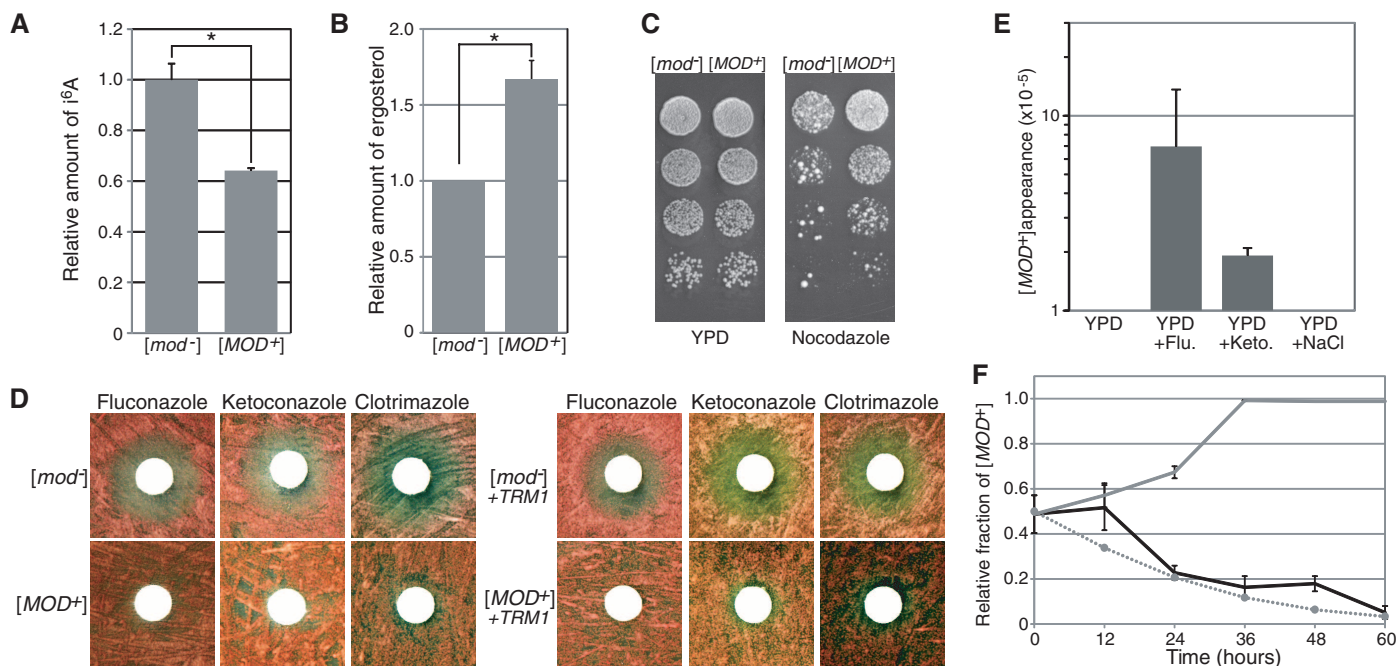 A
Relative amount of i⁶A
1.2
1.0
0.8
0.6
0.4
0.2
0
*
[mod-]
[MOD+]
B
Relative amount of ergosterol
2.0
1.5
1.0
0.5
0
*
[mod-]
[MOD+]
C
[mod-] [MOD+]
[mod-] [MOD+]
YPD
Nocodazole
E
[MOD+]appearance (x10-5)
10
1
YPD
YPD +Flu.
YPD +Keto.
YPD +NaCl
D
Fluconazole Ketoconazole Clotrimazole
[mod-]
[MOD+]
Fluconazole Ketoconazole Clotrimazole
[mod-] +TRM1
[MOD+] +TRM1
F
Relative fraction of [MOD+]
1.0
0.8
0.6
0.4
0.2
0
0 12 24 36 48 60
Time (hours)